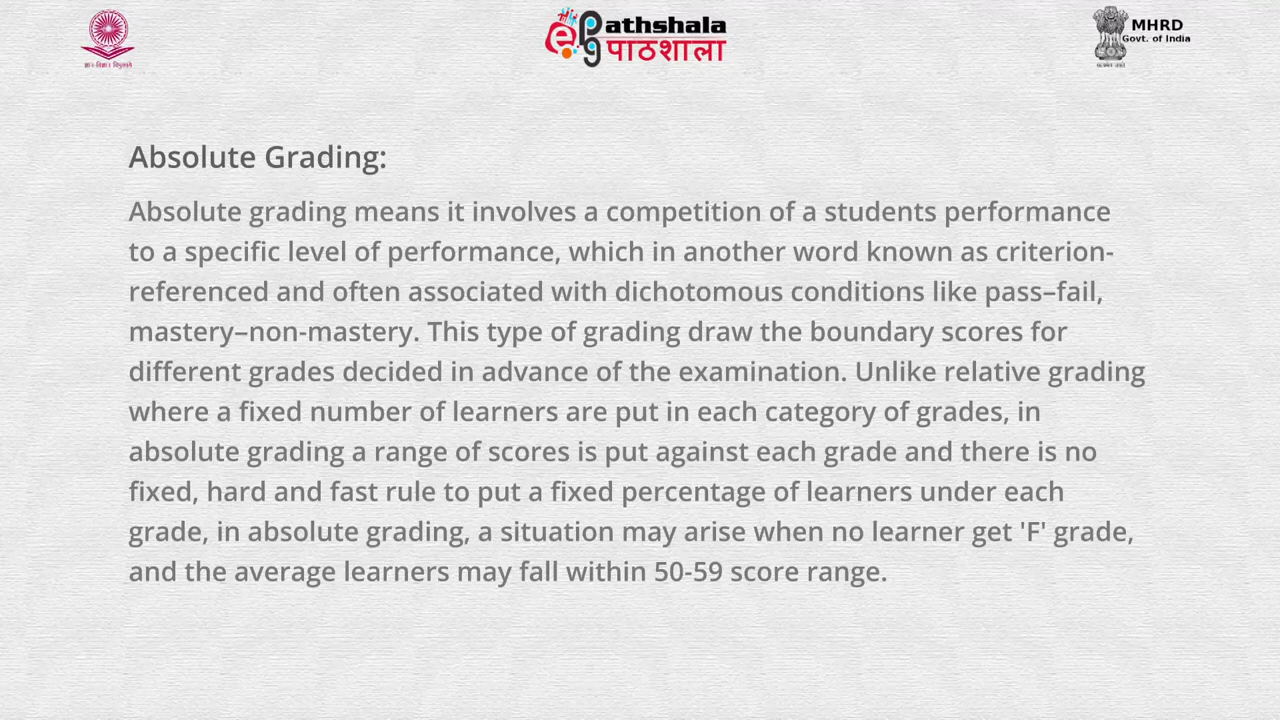 ePGathshala
पाठशाला
MHRD
Govt. of India
ज्ञान-विज्ञान विमुक्तये
सत्यमेव जयते
Absolute Grading:
Absolute grading means it involves a competition of a students performance
to a specific level of performance, which in another word known as criterion-
referenced and often associated with dichotomous conditions like pass–fail,
mastery–non-mastery. This type of grading draw the boundary scores for
different grades decided in advance of the examination. Unlike relative grading
where a fixed number of learners are put in each category of grades, in
absolute grading a range of scores is put against each grade and there is no
fixed, hard and fast rule to put a fixed percentage of learners under each
grade, in absolute grading, a situation may arise when no learner get 'F' grade,
and the average learners may fall within 50-59 score range.